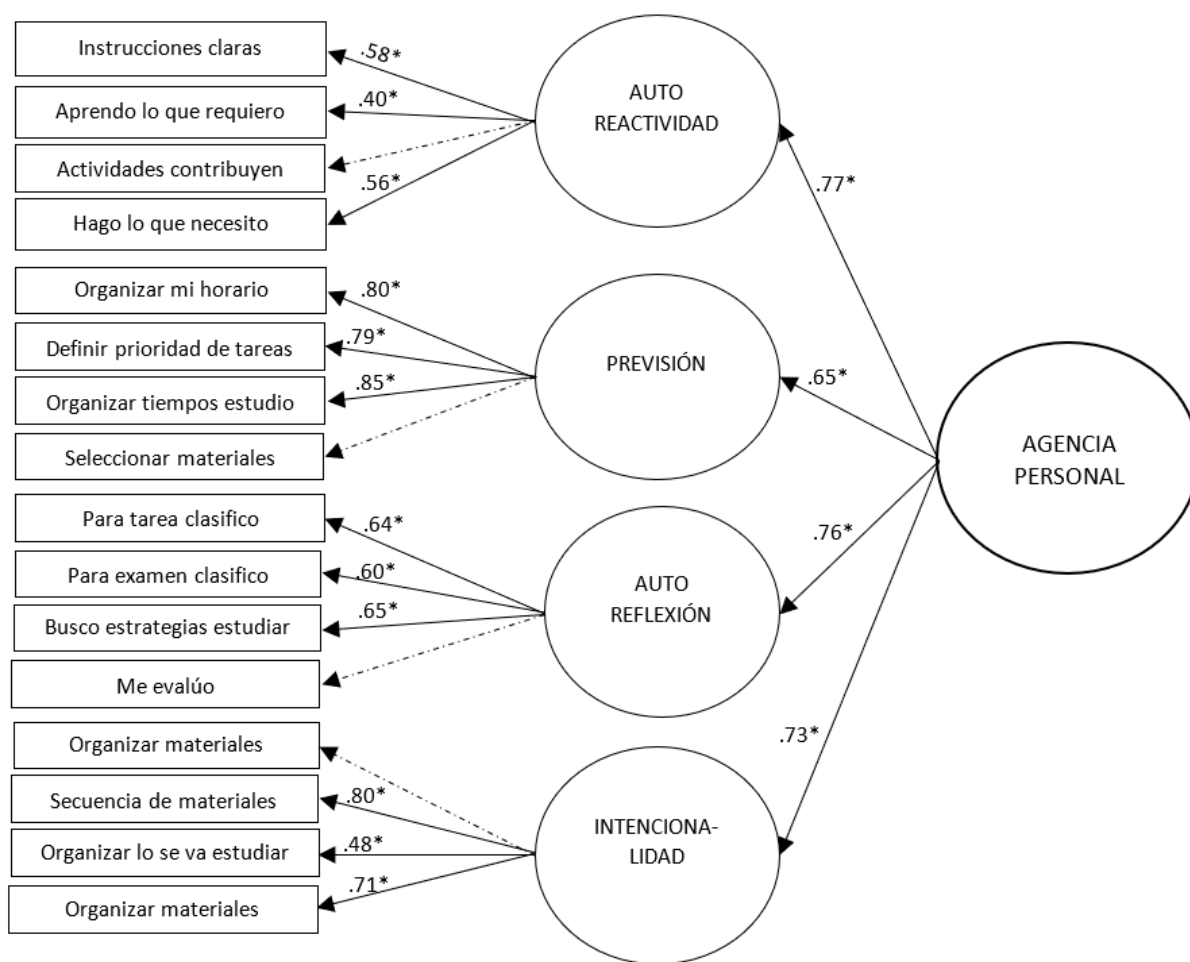 Instrucciones claras
.58*
Aprendo lo que requiero
.40*
Actividades contribuyen
.56*
Hago lo que necesito
AUTO
REACTIVIDAD
.77*
Organizar mi horario
.80*
Definir prioridad de tareas
.79*
Organizar tiempos estudio
.85*
Seleccionar materiales
PREVISIÓN
.65*
AGENCIA
PERSONAL
Para tarea clasifico
.64*
Para examen clasifico
.60*
Busco estrategias estudiar
.65*
Me evalúo
AUTO
REFLEXIÓN
.76*
Organizar materiales
Secuencia de materiales
.80*
Organizar lo se va estudiar
.48*
Organizar materiales
.71*
INTENCIONA-
LIDAD
.73*